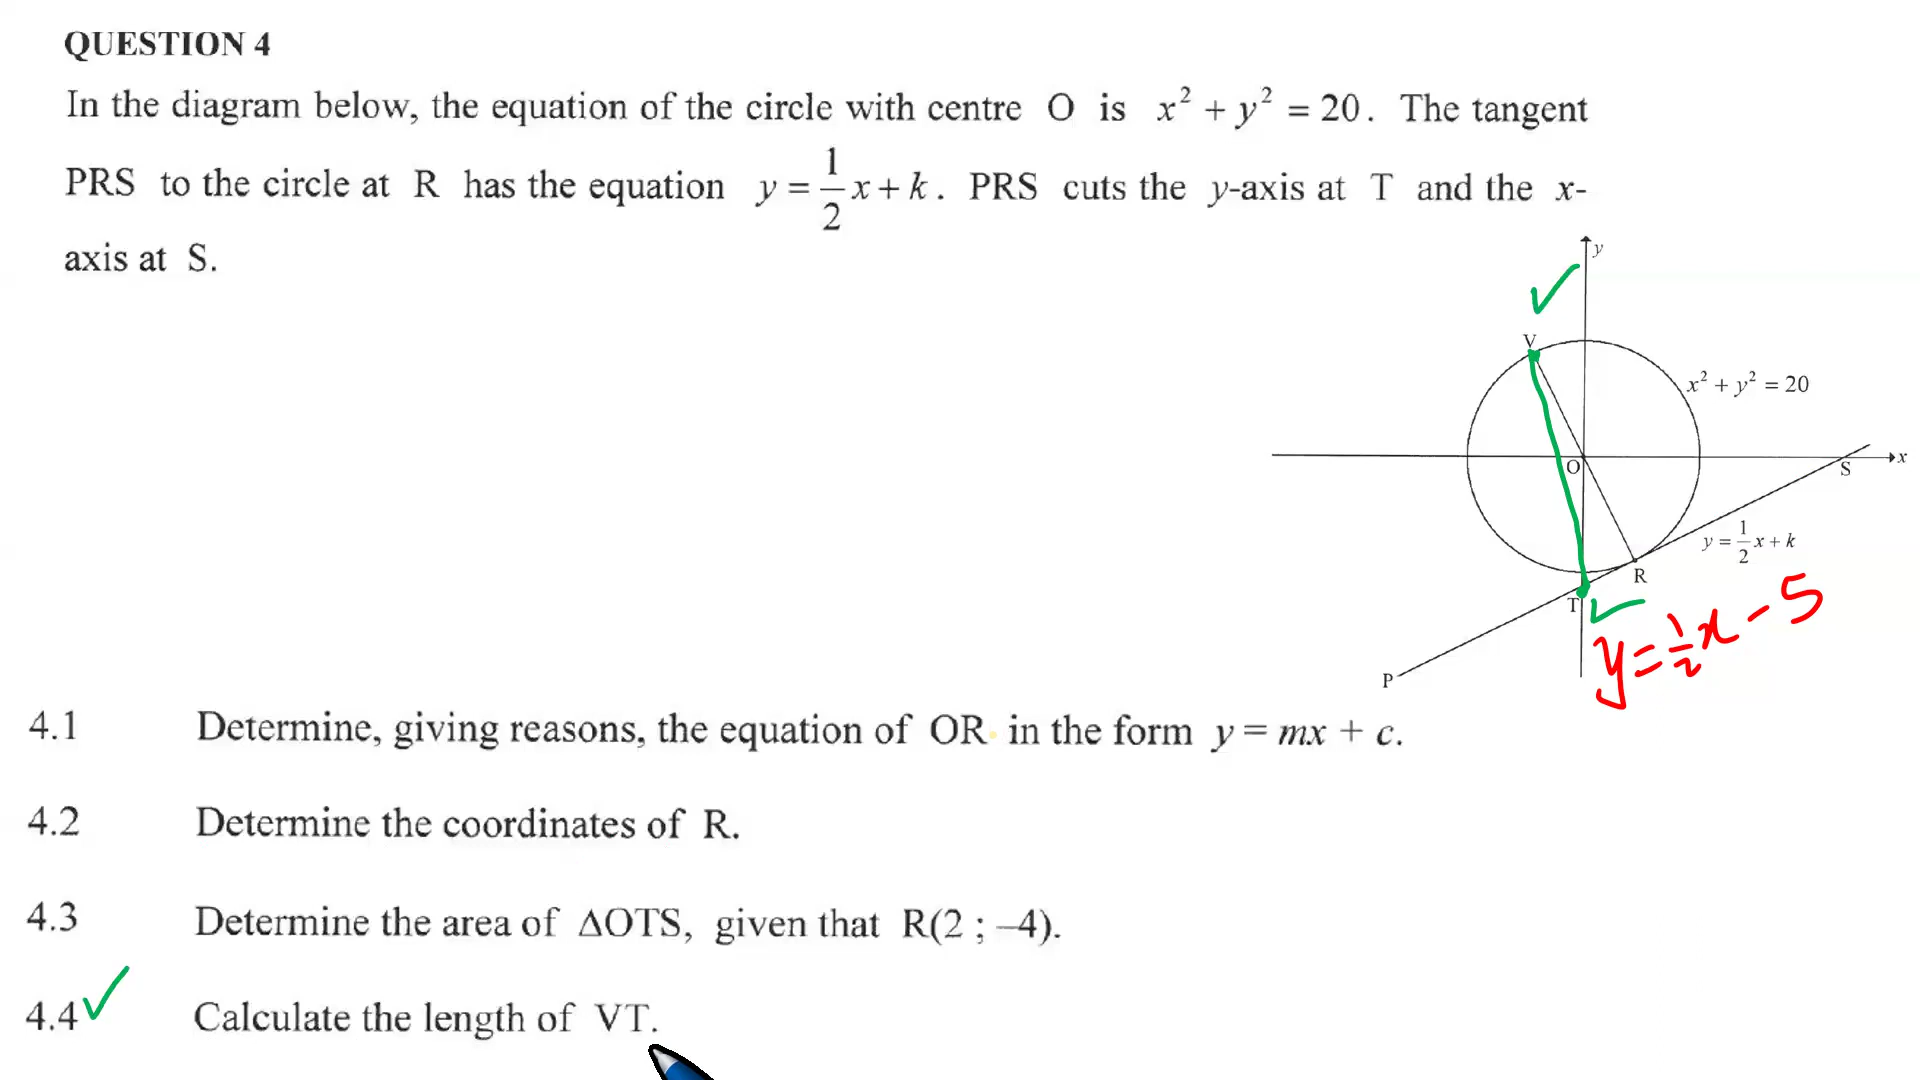 QUESTION 4
In the diagram below, the equation of the circle with centre O is x² + y² = 20. The tangent
PRS to the circle at R has the equation y = 1/2 x + k. PRS cuts the y-axis at T and the x-
axis at S.
y
V
x² + y² = 20
O
S
x
y = 1/2 x + k
R
T
y = 1/2 x - 5
P
4.1 Determine, giving reasons, the equation of OR in the form y = mx + c.
4.2 Determine the coordinates of R.
4.3 Determine the area of ΔOTS, given that R(2 ; –4).
4.4 Calculate the length of VT.